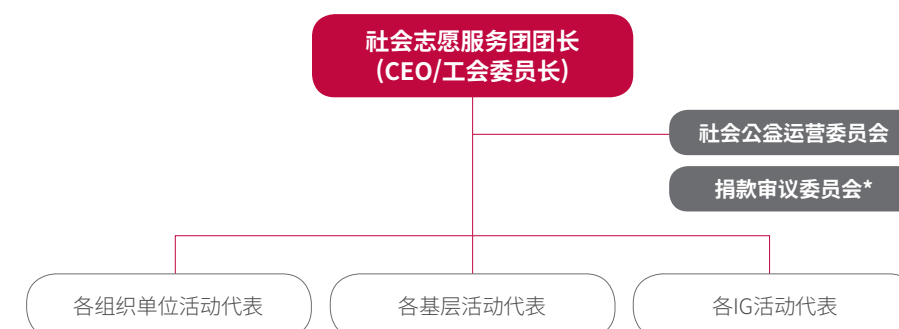 社会志愿服务团团长
(CEO/工会委员长)
社会公益运营委员会
捐款审议委员会*
各组织单位活动代表
各基层活动代表
各IG活动代表